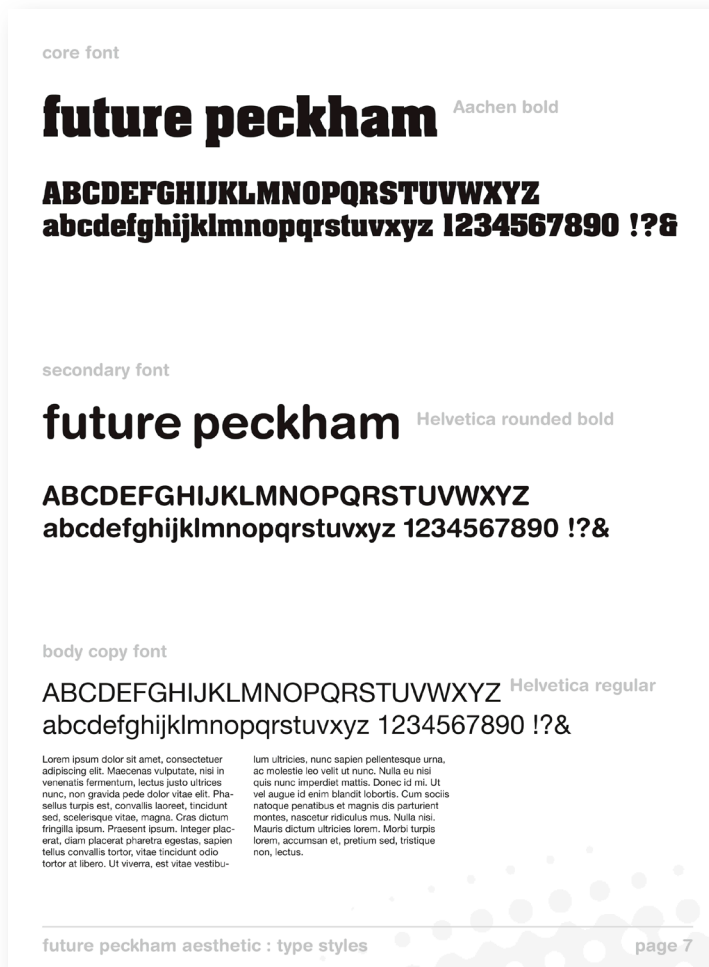 core font
future peckham Aachen bold
ABCDEFGHIJKLMNOPQRSTUVWXYZ
abcdefghijklmnopqrstuvxyz 1234567890 !?&
secondary font
future peckham Helvetica rounded bold
ABCDEFGHIJKLMNOPQRSTUVWXYZ
abcdefghijklmnopqrstuvxyz 1234567890 !?&
body copy font
ABCDEFGHIJKLMNOPQRSTUVWXYZ Helvetica regular
abcdefghijklmnopqrstuvxyz 1234567890 !?&
Lorem ipsum dolor sit amet, consectetuer
adipiscing elit. Maecenas vulputate, nisi in
venenatis fermentum, lectus justo ultrices
nunc, non gravida pede dolor vitae elit. Pha-
sellus turpis est, convallis laoreet, tincidunt
sed, scelerisque vitae, magna. Cras dictum
fringilla ipsum. Praesent ipsum. Integer plac-
erat, diam placerat pharetra egestas, sapien
tellus convallis tortor, vitae tincidunt odio
tortor at libero. Ut viverra, est vitae vestibu-
lum ultricies, nunc sapien pellentesque urna,
ac molestie leo velit ut nunc. Nulla eu nisi
quis nunc imperdiet mattis. Donec id mi. Ut
vel augue id enim blandit lobortis. Cum sociis
natoque penatibus et magnis dis parturient
montes, nascetur ridiculus mus. Nulla nisi.
Mauris dictum ultricies lorem. Morbi turpis
lorem, accumsan et, pretium sed, tristique
non, lectus.
future peckham aesthetic : type styles page 7